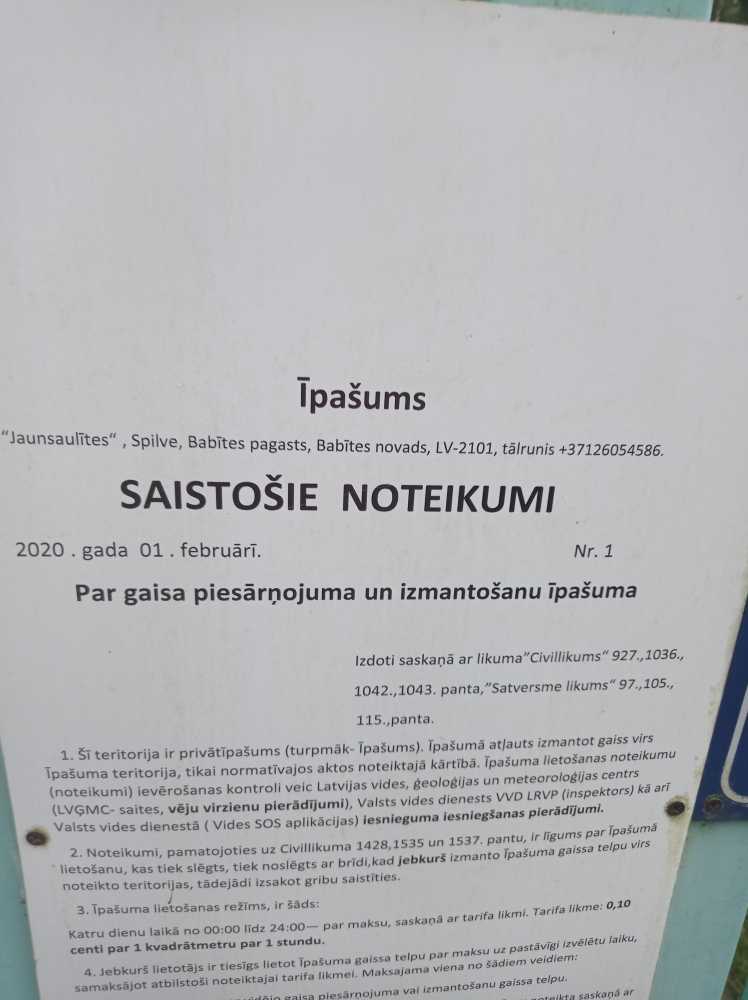 Īpašums
“Jaunsaulītes“ , Spilve, Babītes pagasts, Babītes novads, LV-2101, tālrunis +37126054586.
SAISTOŠIE NOTEIKUMI
2020 . gada 01 . februārī. Nr. 1
Par gaisa piesārņojuma un izmantošanu īpašuma
Izdoti saskaņā ar likuma”Civillikums“ 927.,1036.,
1042.,1043. panta,”Satversme likums“ 97.,105.,
115.,panta.
1. Šī teritorija ir privātīpašums (turpmāk- Īpašums). Īpašumā atļauts izmantot gaiss virs
Īpašuma teritorija, tikai normatīvajos aktos noteiktajā kārtībā. Īpašuma lietošanas noteikumu
(noteikumi) ievērošanas kontroli veic Latvijas vides, ģeoloģijas un meteoroloģijas centrs
(LVĢMC- saites, vēju virzienu pierādījumi), Valsts vides dienests VVD LRVP (inspektors) kā arī
Valsts vides dienestā ( Vides SOS aplikācijas) iesnieguma iesniegšanas pierādījumi.
2. Noteikumi, pamatojoties uz Civillikuma 1428,1535 un 1537. pantu, ir līgums par Īpašumā
lietošanu, kas tiek slēgts, tiek noslēgts ar brīdi,kad jebkurš izmanto Īpašuma gaissa telpu virs
noteikto teritorijas, tādejādi izsakot gribu saistīties.
3. Īpašuma lietošanas režīms, ir šāds:
Katru dienu laikā no 00:00 līdz 24:00— par maksu, saskaņā ar tarifa likmi. Tarifa likme: 0,10
centi par 1 kvadrātmetru par 1 stundu.
4. Jebkurš lietotājs ir tiesīgs lietot Īpašuma gaissa telpu par maksu uz pastāvīgi izvēlētu laiku,
samaksājot atbilstoši noteiktajai tarifa likmei. Maksajama viena no šādiem veidiem:
gaisa piesārņojuma vai izmantošanu gaissa telpu.
noteikta saskaņā ar